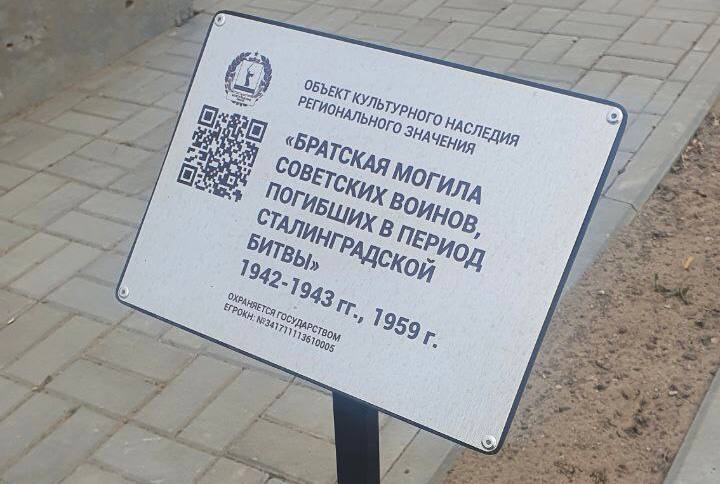 ОБЪЕКТ КУЛЬТУРНОГО НАСЛЕДИЯ
РЕГИОНАЛЬНОГО ЗНАЧЕНИЯ
«БРАТСКАЯ МОГИЛА
СОВЕТСКИХ ВОИНОВ,
ПОГИБШИХ В ПЕРИОД
СТАЛИНГРАДСКОЙ
БИТВЫ»
1942-1943 гг., 1959 г.
ОХРАНЯЕТСЯ ГОСУДАРСТВОМ
ЕГРОКН: №341711113610005